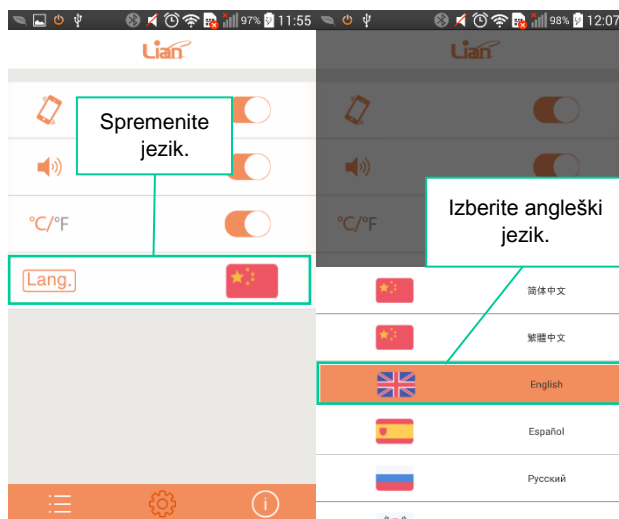 97% 11:55
Lian
Spremenite
jezik.
°C/°F
Lang.
98% 12:07
Lian
°C/°F
Izberite angleški
jezik.
简体中文
繁體中文
English
Español
Русский